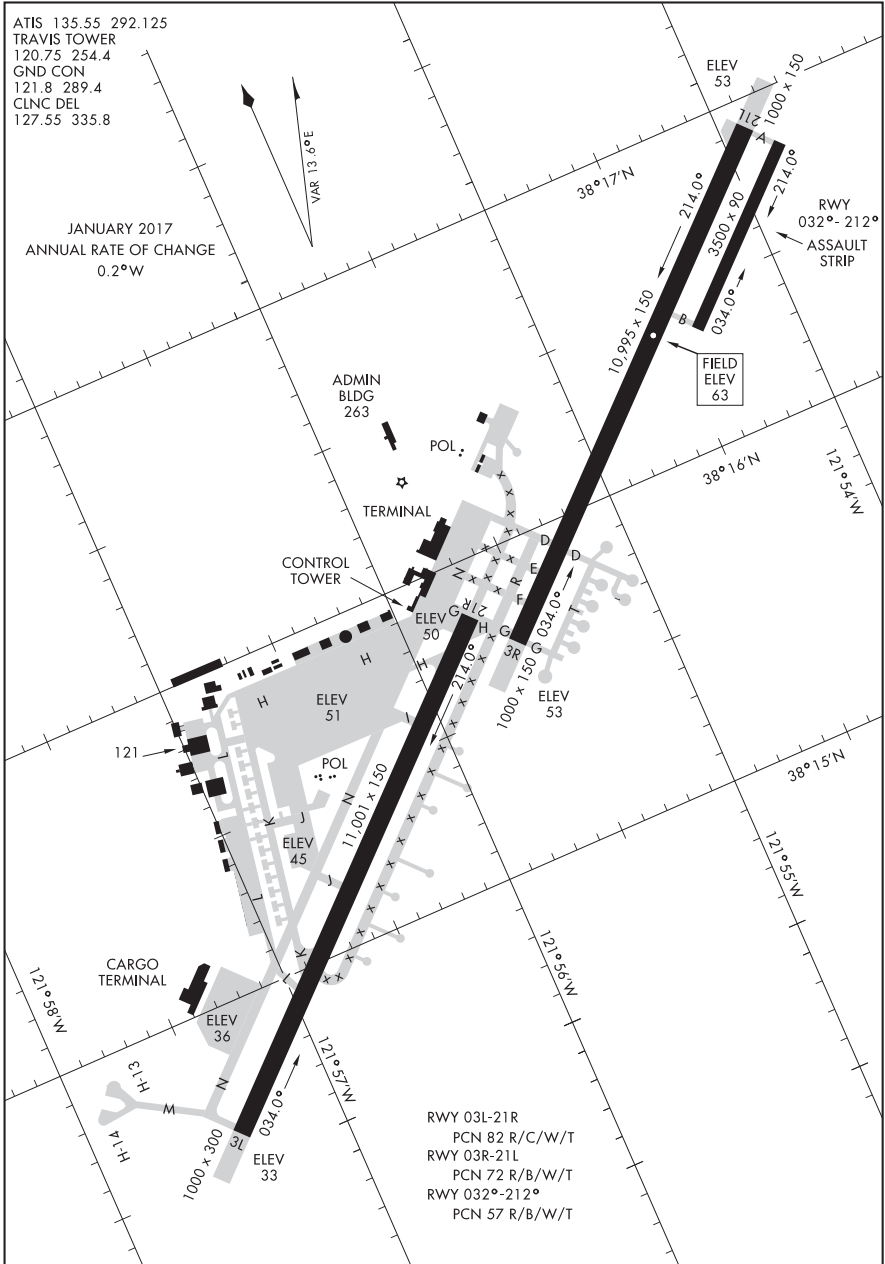 ATIS 135.55 292.125
TRAVIS TOWER
120.75 254.4
GND CON
121.8 289.4
CLNC DEL
127.55 335.8
VAR 13.6°E
JANUARY 2017
ANNUAL RATE OF CHANGE
0.2°W
ELEV
53
1000 x 150
21L
A
214.0°
214.0°
3500 x 90
38°17'N
RWY
032°- 212°
ASSAULT
STRIP
034.0°
B
10,995 x 150
FIELD
ELEV
63
ADMIN
BLDG
263
POL
38°16'N
121°54'W
TERMINAL
CONTROL
TOWER
N
D
D
E
R
F
T
034.0°
21R
G
H
G
3R
G
ELEV
50
1000 x 150
ELEV
53
H
H
H
214.0°
ELEV
51
I
121
POL
L
38°15'N
11,001 x 150
N
K
J
ELEV
45
J
L
121°55'W
K
L
121°56'W
CARGO
TERMINAL
121°58'W
ELEV
36
121°57'W
H-13
W
N
H-14
034.0°
3L
1000 x 300
ELEV
33
RWY 03L-21R
PCN 82 R/C/W/T
RWY 03R-21L
PCN 72 R/B/W/T
RWY 032°-212°
PCN 57 R/B/W/T